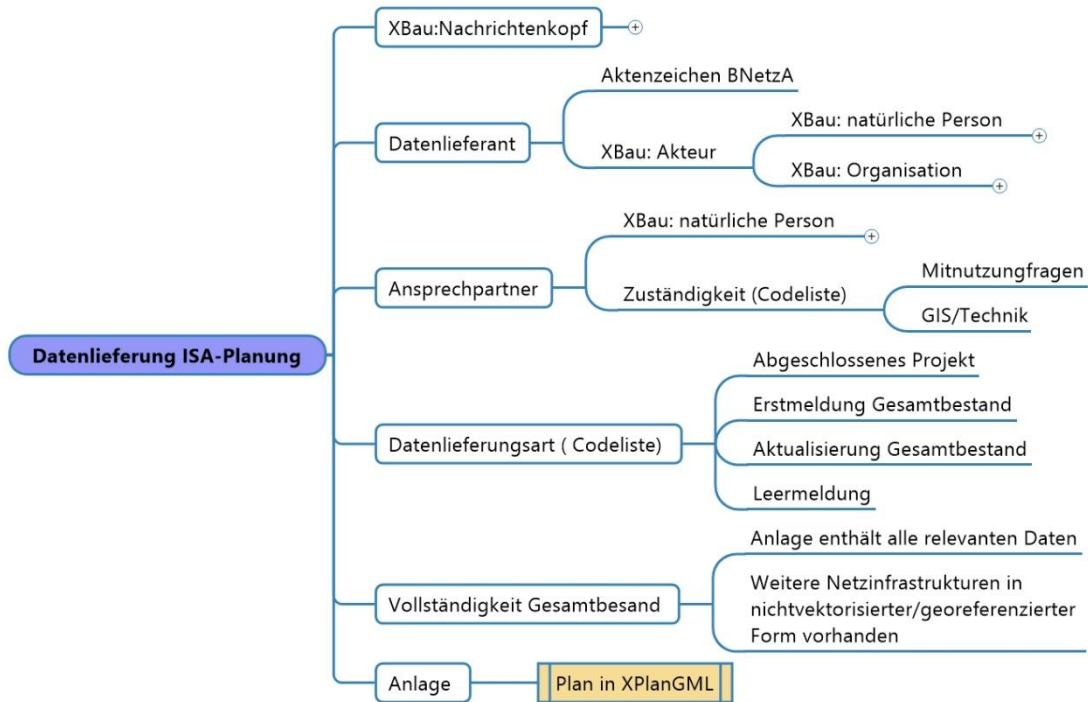 XBau:Nachrichtenkopf
Aktenzeichen BNetzA
XBau: natürliche Person
Datenlieferant
XBau: Akteur
XBau: Organisation
XBau: natürliche Person
Ansprechpartner
Mitnutzungfragen
Zuständigkeit (Codeliste)
GIS/Technik
Datenlieferung ISA-Planung
Abgeschlossenes Projekt
Erstmeldung Gesamtbestand
Datenlieferungsart ( Codeliste)
Aktualisierung Gesamtbestand
Leermeldung
Anlage enthält alle relevanten Daten
Vollständigkeit Gesamtbesand
Weitere Netzinfrastrukturen in
nichtvektorisierter/georeferenzierter
Form vorhanden
Anlage
Plan in XPlanGML